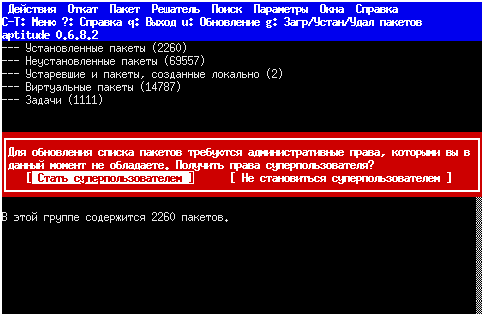 Действия Откат Пакет Решатель Поиск Параметры Окна Справка
C-T: Меню ?: Справка q: Выход u: Обновление g: Загр/Устан/Удал пакетов
aptitude 0.6.8.2
--- Установленные пакеты (2260)
--- Неустановленные пакеты (69557)
--- Устаревшие и пакеты, созданные локально (2)
--- Виртуальные пакеты (14787)
--- Задачи (1111)
Для обновления списка пакетов требуются административные права, которыми вы в
данный момент не обладаете. Получить права суперпользователя?
[ Стать суперпользователем ] [ Не становиться суперпользователем ]
В этой группе содержится 2260 пакетов.